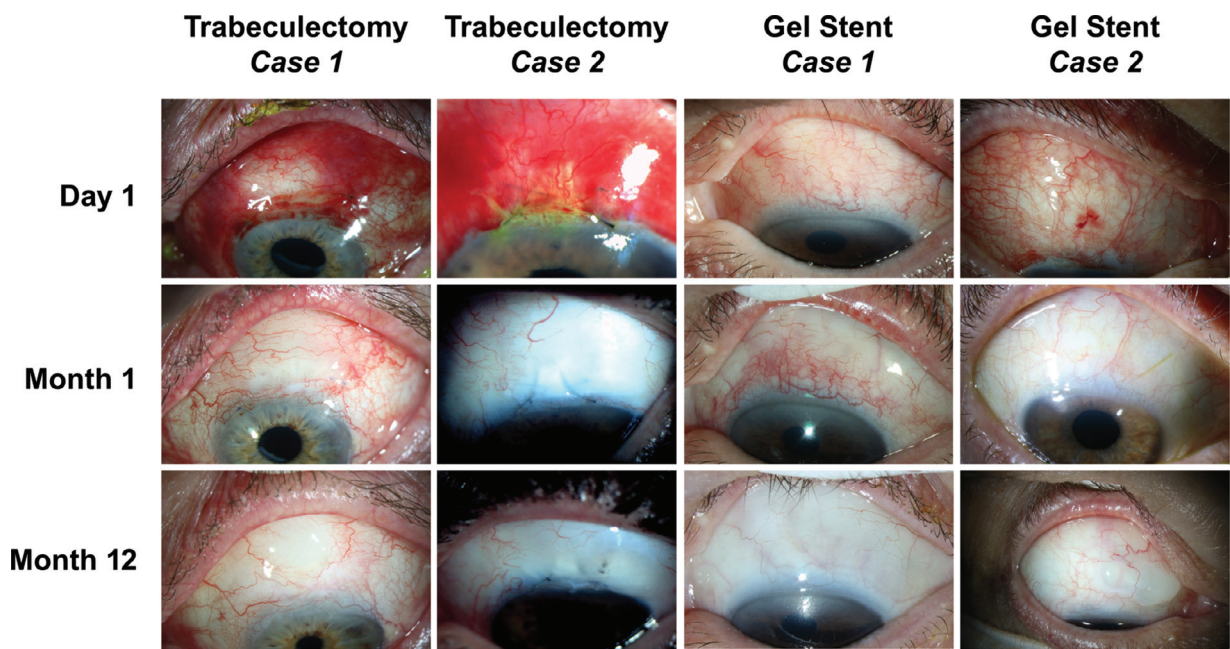 Trabeculectomy Trabeculectomy Gel Stent Gel Stent
Case 1 Case 2 Case 1 Case 2
Day 1
Month 1
Month 12